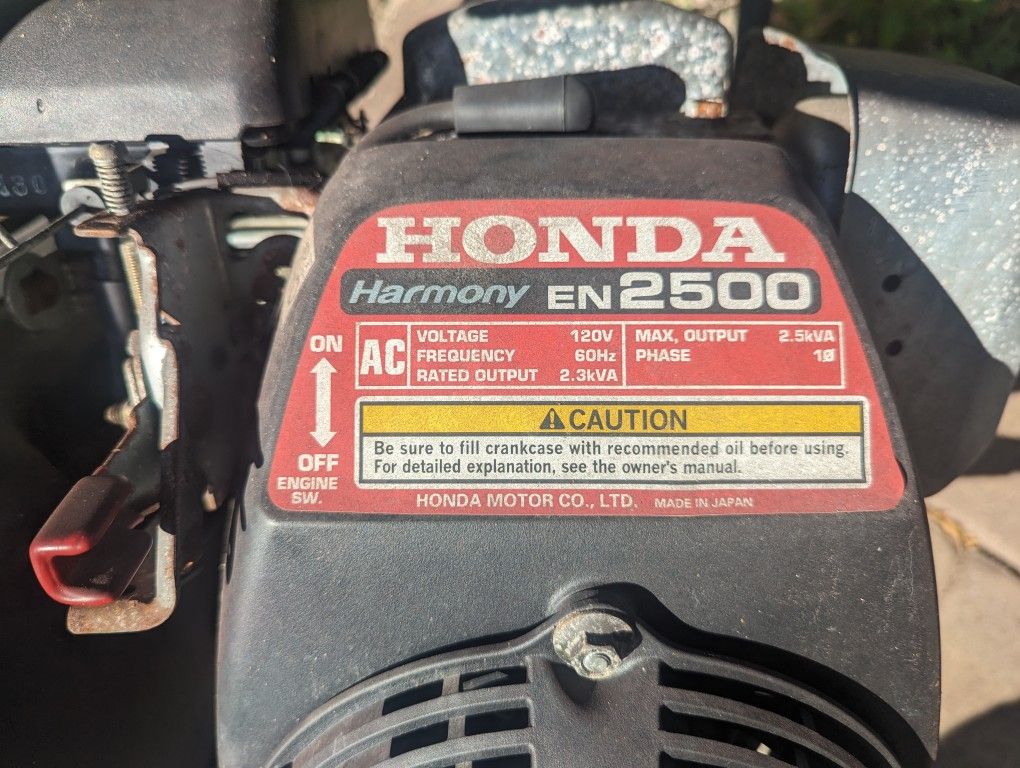 HONDA
Harmony EN2500
ON
OFF
ENGINE
SW.
AC
VOLTAGE 120V
FREQUENCY 60Hz
RATED OUTPUT 2.3kVA
MAX, OUTPUT 2.5kVA
PHASE 1Ø
⚠CAUTION
Be sure to fill crankcase with recommended oil before using.
For detailed explanation, see the owner's manual.
HONDA MOTOR CO., LTD. MADE IN JAPAN